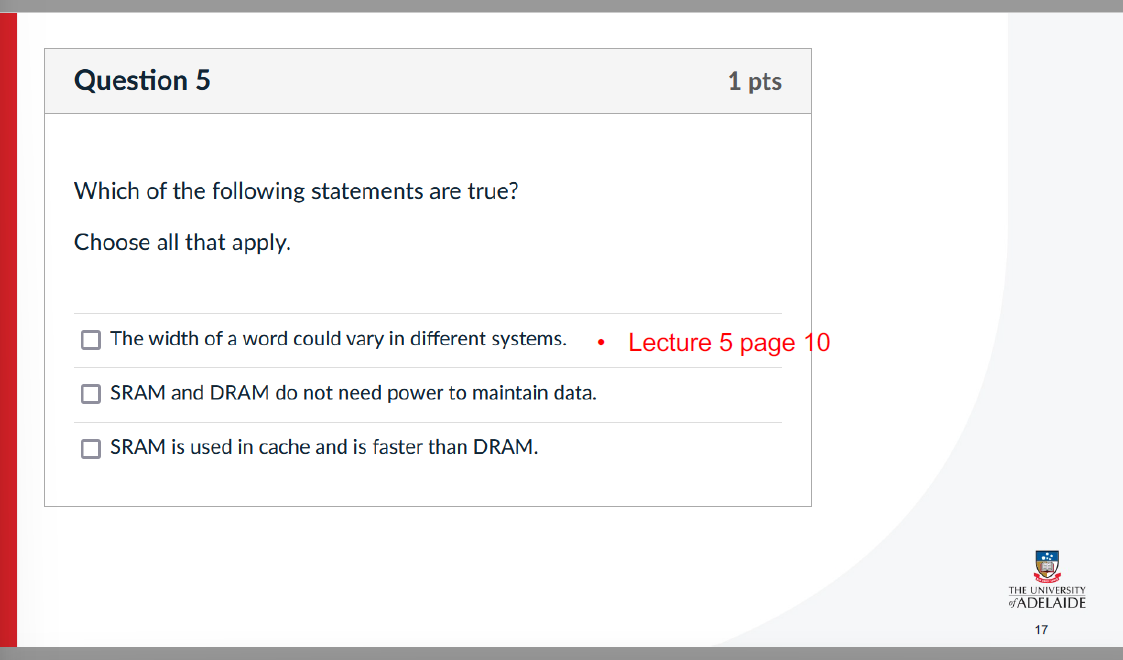 Question 5
1 pts
Which of the following statements are true?
Choose all that apply.
The width of a word could vary in different systems.
• Lecture 5 page 10
SRAM and DRAM do not need power to maintain data.
SRAM is used in cache and is faster than DRAM.
THE UNIVERSITY
of ADELAIDE
17